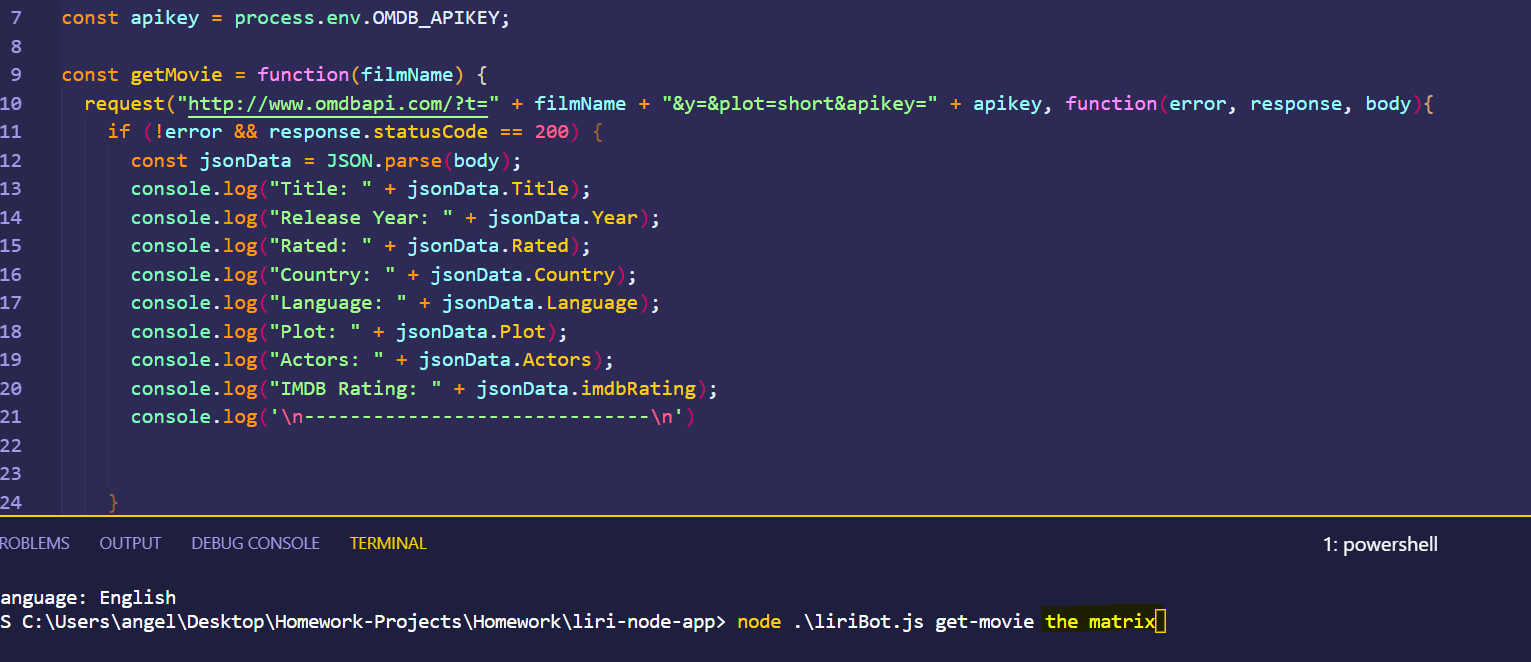 7 const apikey = process.env.OMDB_APIKEY;
8
9 const getMovie = function(filmName) {
10 request("http://www.omdbapi.com/?t=" + filmName + "&y=&plot=short&apikey=" + apikey, function(error, response, body){
11 if (!error && response.statusCode == 200) {
12 const jsonData = JSON.parse(body);
13 console.log("Title: " + jsonData.Title);
14 console.log("Release Year: " + jsonData.Year);
15 console.log("Rated: " + jsonData.Rated);
16 console.log("Country: " + jsonData.Country);
17 console.log("Language: " + jsonData.Language);
18 console.log("Plot: " + jsonData.Plot);
19 console.log("Actors: " + jsonData.Actors);
20 console.log("IMDB Rating: " + jsonData.imdbRating);
21 console.log('\n------------------------------\n')
22
23
24 }
ROBLEMS OUTPUT DEBUG CONSOLE TERMINAL 1: powershell
anguage: English
S C:\Users\angel\Desktop\Homework-Projects\Homework\liri-node-app> node .\liriBot.js get-movie the matrix